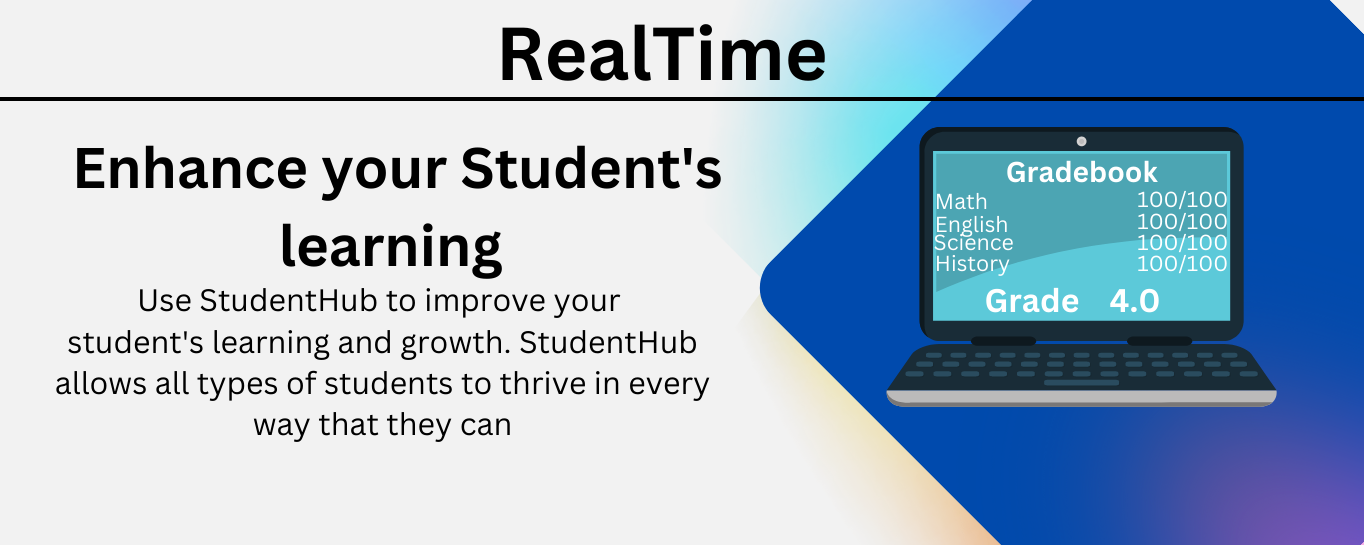 RealTime
Enhance your Student's
learning
Use StudentHub to improve your
student's learning and growth. StudentHub
allows all types of students to thrive in every
way that they can
Gradebook
Math 100/100
English 100/100
Science 100/100
History 100/100
Grade 4.0